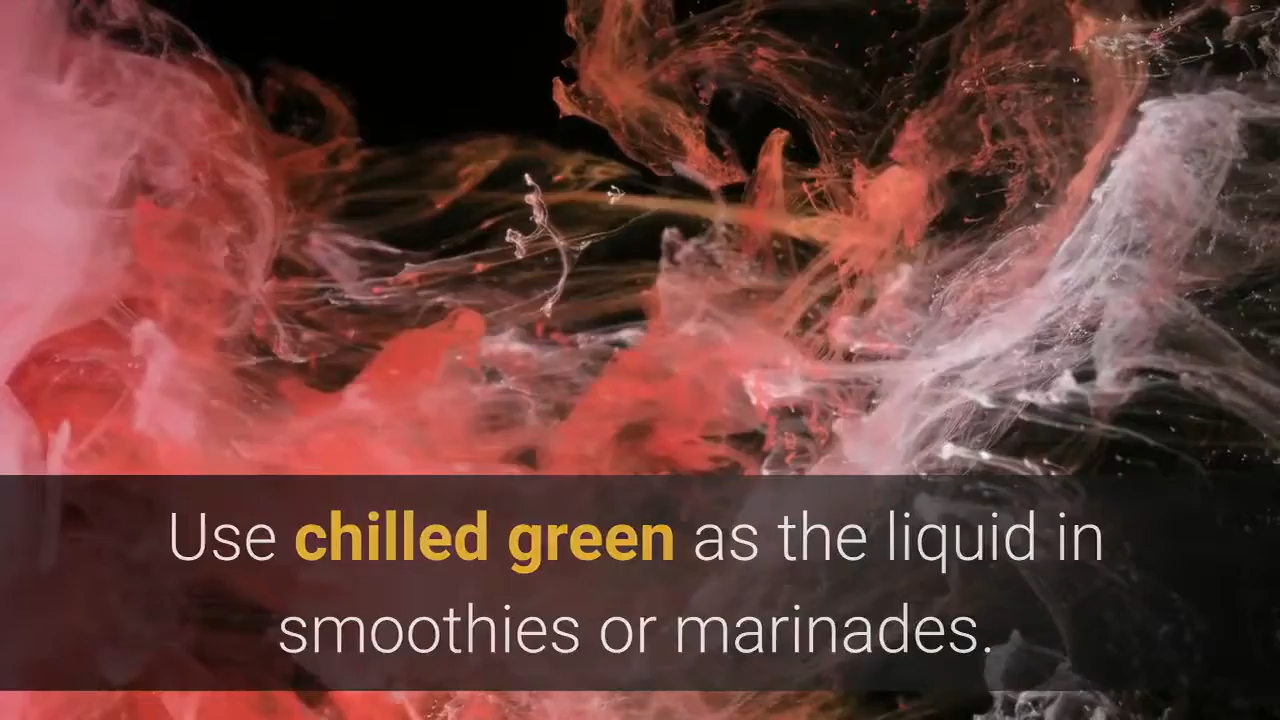 Use chilled green as the liquid in
smoothies or marinades.